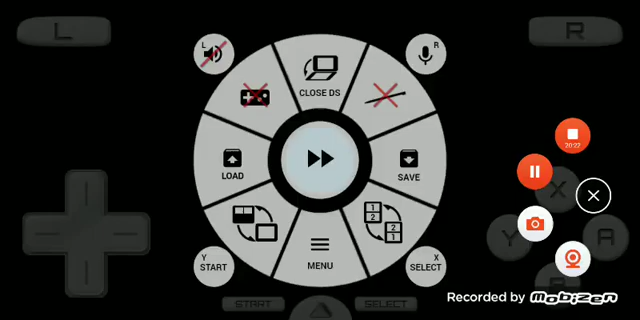 L
R
L
R
CLOSE DS
20:22
LOAD
SAVE
X
Y
A
1
2
2
1
Y
START
MENU
X
SELECT
B
Recorded by Mobizen
START
SELECT